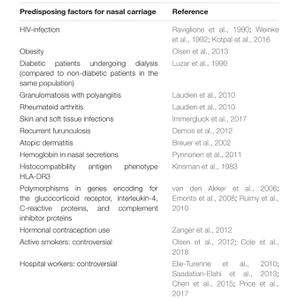 Predisposing factors for nasal carriage Reference
HIV-infection Raviglione et al., 1990; Weinke
et al., 1992; Kotpal et al., 2016
Obesity Olsen et al., 2013
Diabetic patients undergoing dialysis Luzar et al., 1990
(compared to non-diabetic patients in the
same population)
Granulomatosis with polyangiitis Laudien et al., 2010
Rheumatoid arthritis Laudien et al., 2010
Skin and soft tissue infections Immergluck et al., 2017
Recurrent furunculosis Demos et al., 2012
Atopic dermatitis Breuer et al., 2002
Hemoglobin in nasal secretions Pynnonen et al., 2011
Histocompatibility antigen phenotype Kinsman et al., 1983
HLA-DR3
Polymorphisms in genes encoding for van den Akker et al., 2006;
the glucocorticoid receptor, interleukin-4, Emonts et al., 2008; Ruimy et al.,
C-reactive proteins, and complement 2010
inhibitor proteins
Hormonal contraception use Zanger et al., 2012
Active smokers: controversial Olsen et al., 2012; Cole et al.,
2018
Hospital workers: controversial Elie-Turenne et al., 2010;
Saadatian-Elahi et al., 2013;
Chen et al., 2015; Price et al.,
2017